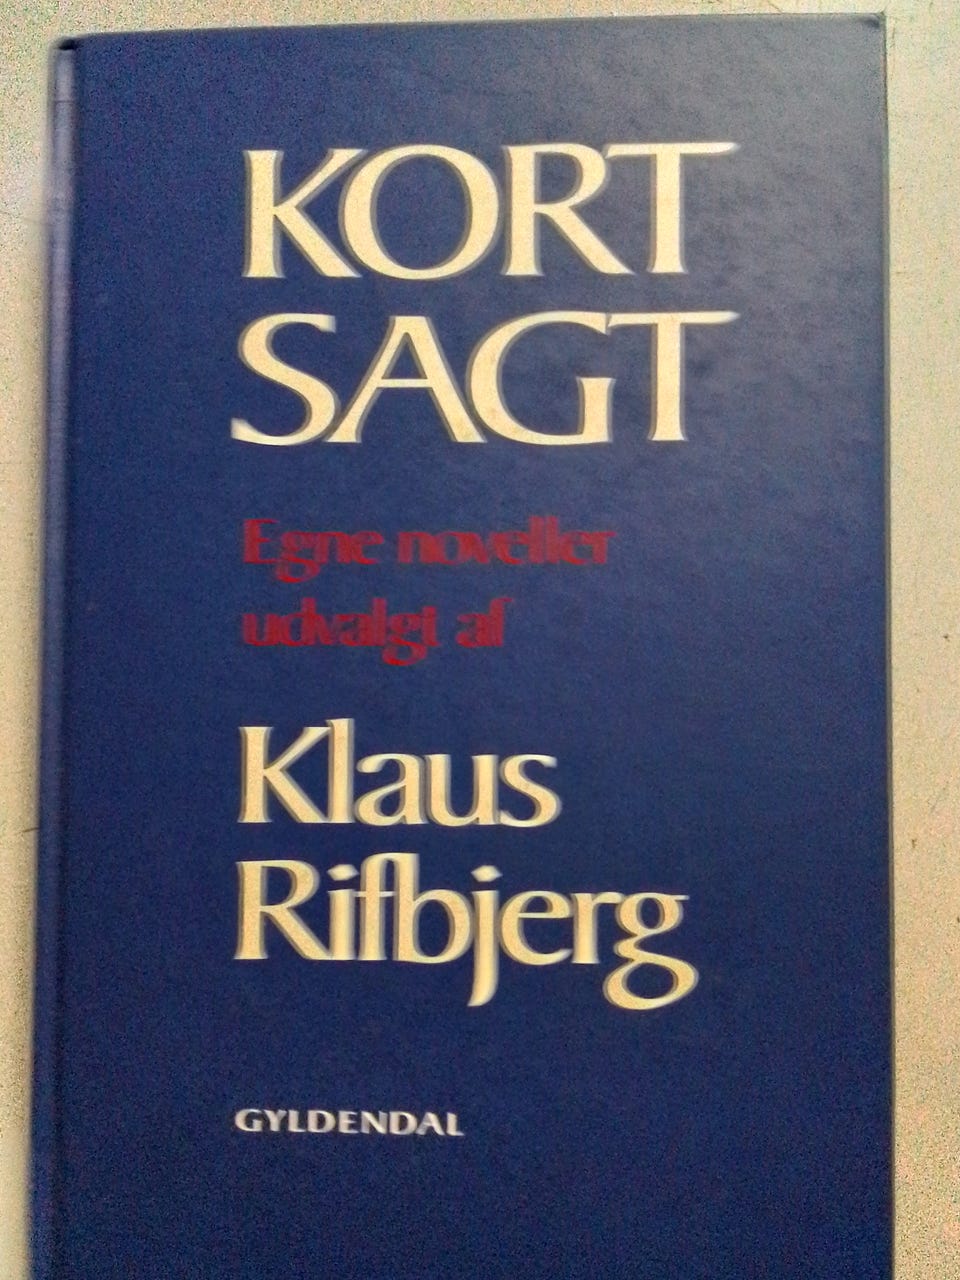 KORT
SAGT
Egne noveller
udvalgt af
Klaus
Rifbjerg
GYLDENDAL